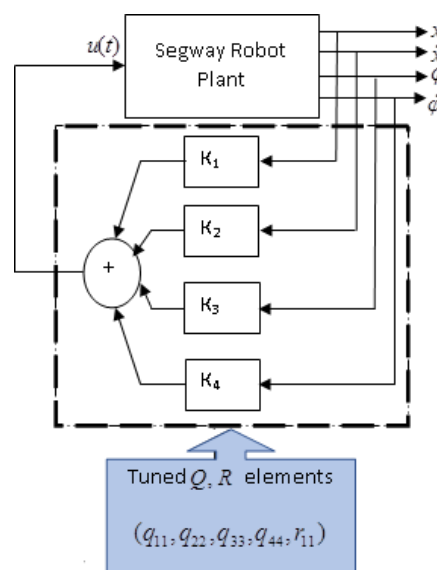 u(t)
Segway Robot
Plant
x
ẋ
K₁
K₂
K₃
K₄
+
Tuned Q, R elements
(q₁₁, q₂₂, q₃₃, q₄₄, r₁₁)